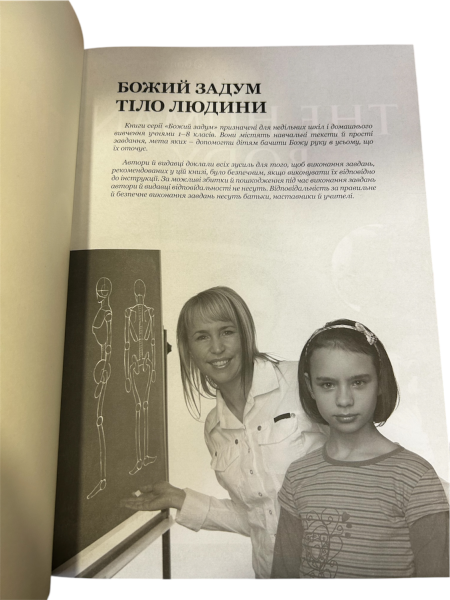 БОЖИЙ ЗАДУМ
ТІЛО ЛЮДИНИ
Книги серії «Божий задум» призначені для недільних шкіл і домашнього
вивчення учнями 1–8 класів. Вони містять навчальні тексти й прості
завдання, мета яких – допомогти дітям бачити Божу руку в усьому, що
їх оточує.
Автори й видавці доклали всіх зусиль для того, щоб виконання завдань,
рекомендованих у цій книзі, було безпечним, якщо виконувати їх відповідно
до інструкції. За можливі збитки й пошкодження під час виконання завдань
автори й видавці відповідальності не несуть. Відповідальність за правильне
й безпечне виконання завдань несуть батьки, наставники й учителі.